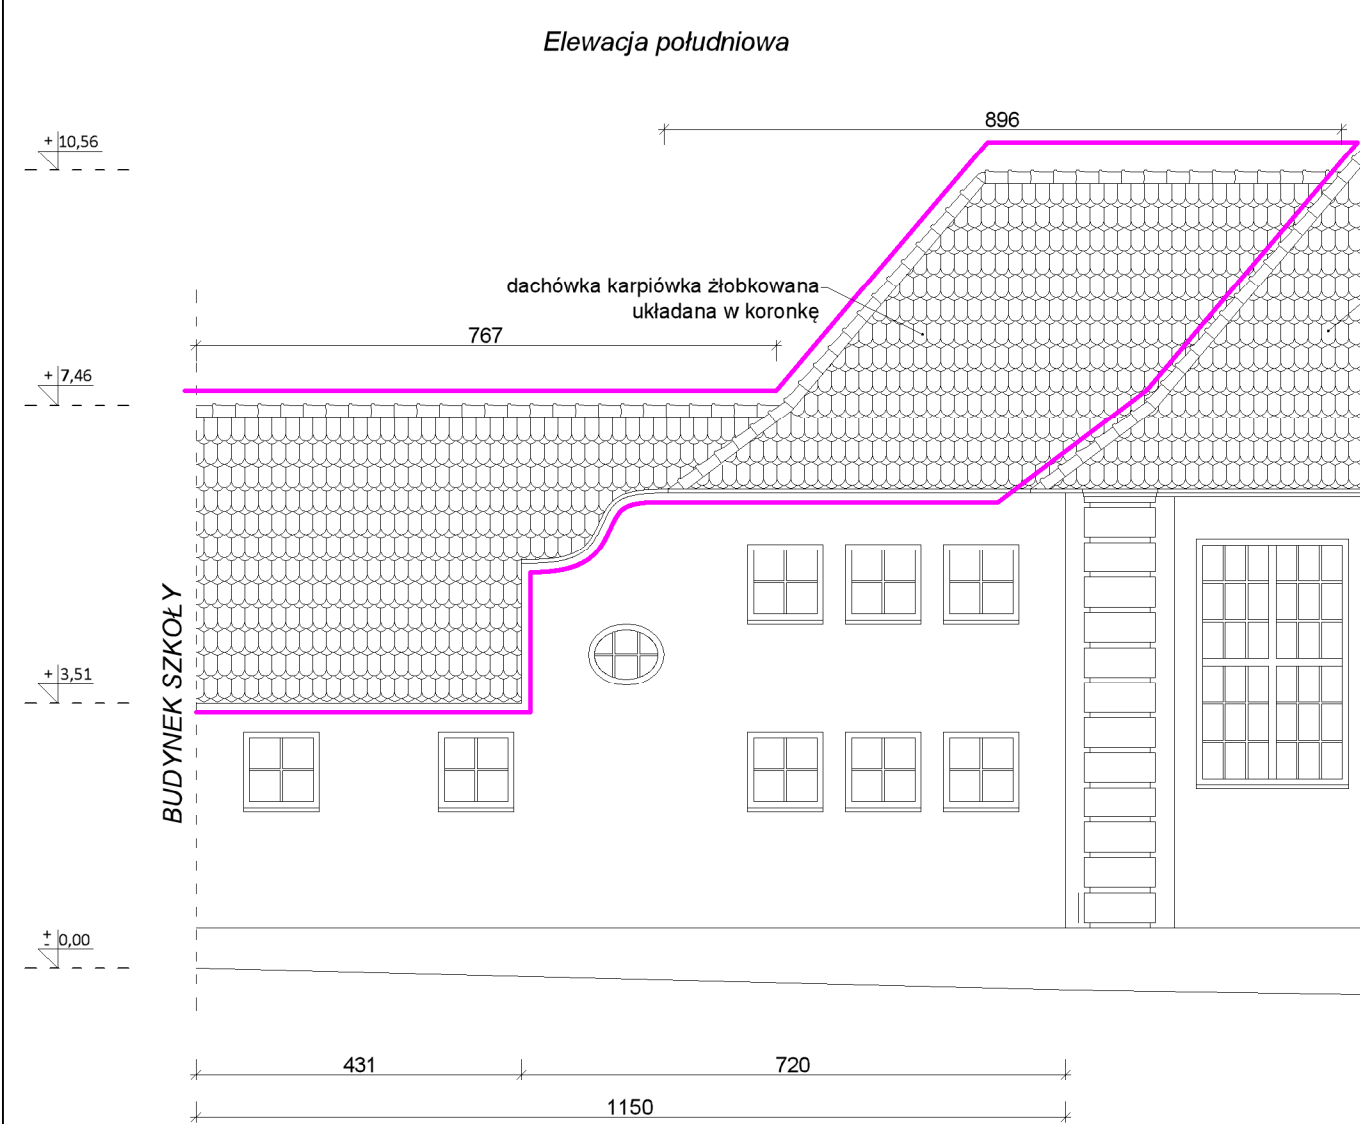 Elewacja południowa
896
+ 10,56
dachówka karpiówka żłobkowana
układana w koronkę
767
+ 7,46
+ 3,51
BUDYNEK SZKOŁY
± 0,00
431
720
1150